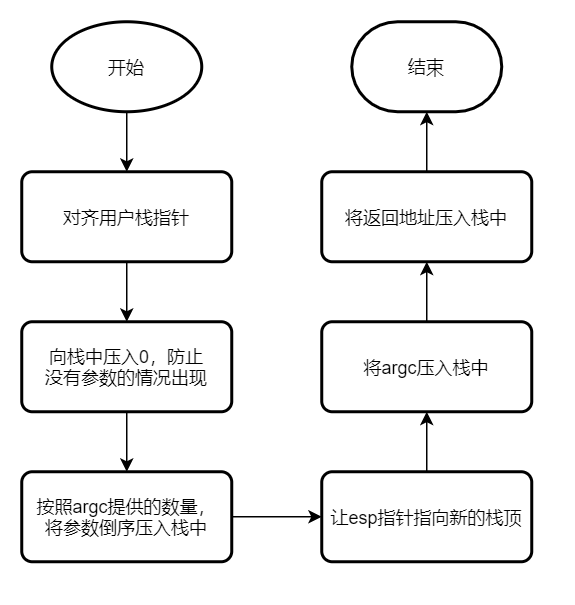 开始
对齐用户栈指针
向栈中压入0，防止
没有参数的情况出现
按照argc提供的数量，
将参数倒序压入栈中
让esp指针指向新的栈顶
将argc压入栈中
将返回地址压入栈中
结束